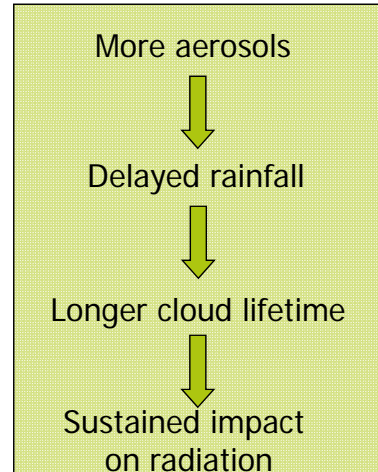 More aerosols
Delayed rainfall
Longer cloud lifetime
Sustained impact
on radiation